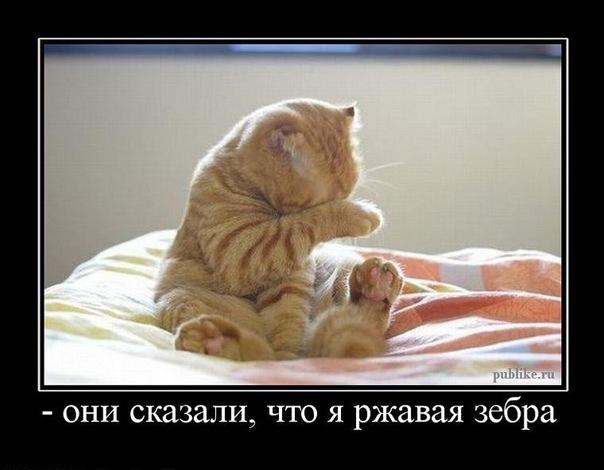 publike.ru
- они сказали, что я ржавая зебра